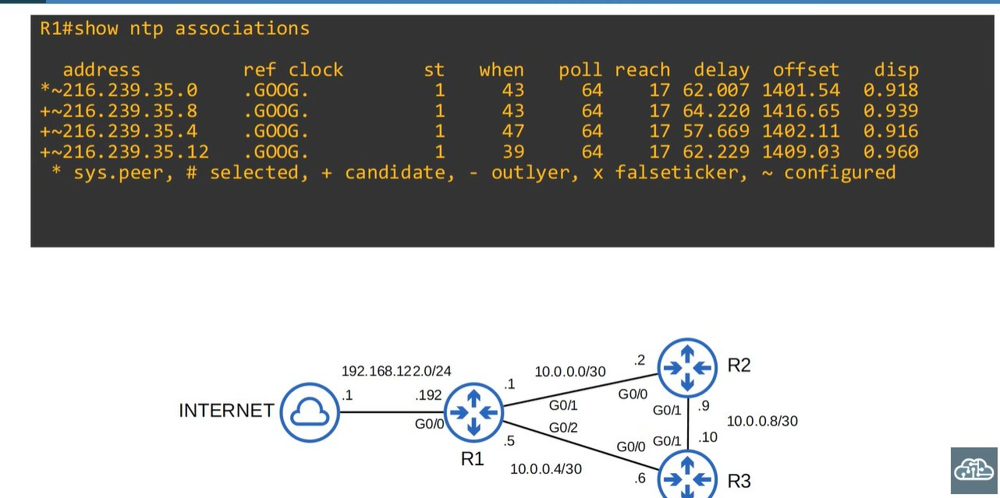 R1#show ntp associations
address ref clock st when poll reach delay offset disp
*~216.239.35.0 .GOOG. 1 43 64 17 62.007 1401.54 0.918
+~216.239.35.8 .GOOG. 1 43 64 17 64.220 1416.65 0.939
+~216.239.35.4 .GOOG. 1 47 64 17 57.669 1402.11 0.916
+~216.239.35.12 .GOOG. 1 39 64 17 62.229 1409.03 0.960
* sys.peer, # selected, + candidate, - outlyer, x falseticker, ~ configured
192.168.122.0/24
INTERNET
.1
.192
G0/0
R1
.1
10.0.0.0/30
.2
G0/1
G0/0
R2
G0/2
.5
10.0.0.4/30
G0/1
.9
10.0.0.8/30
G0/0
G0/1
.10
.6
R3